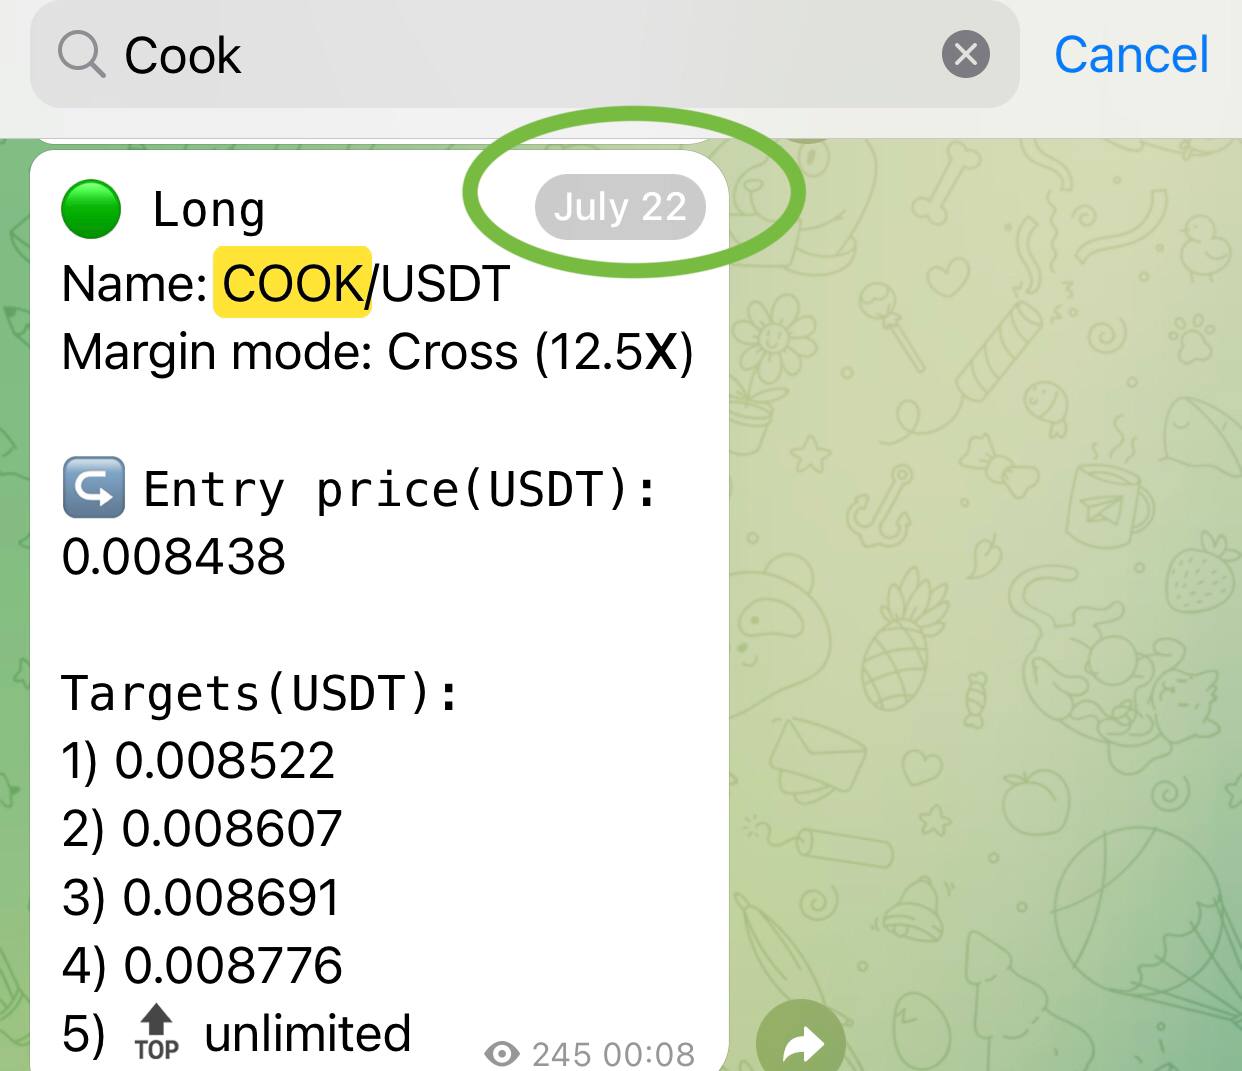 Cook
Cancel
Long
July 22
Name: COOK/USDT
Margin mode: Cross (12.5X)
Entry price(USDT):
0.008438
Targets(USDT):
1) 0.008522
2) 0.008607
3) 0.008691
4) 0.008776
5) TOP unlimited
245 00:08